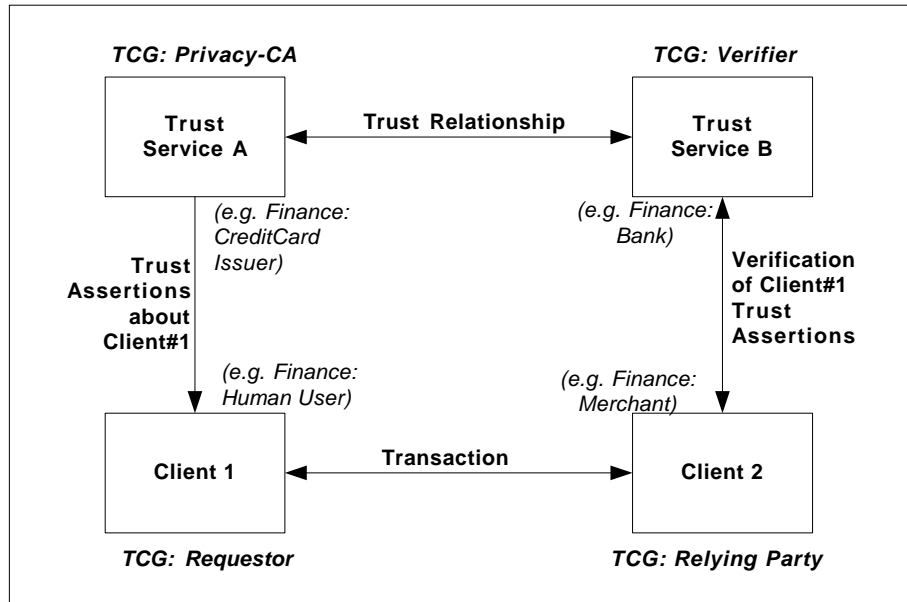 TCG: Privacy-CA
TCG: Verifier
Trust
Service A
Trust Relationship
Trust
Service B
(e.g. Finance:
CreditCard
Issuer)
(e.g. Finance:
Bank)
Trust
Assertions
about
Client#1
Verification
of Client#1
Trust
Assertions
(e.g. Finance:
Human User)
(e.g. Finance:
Merchant)
Client 1
Transaction
Client 2
TCG: Requestor
TCG: Relying Party